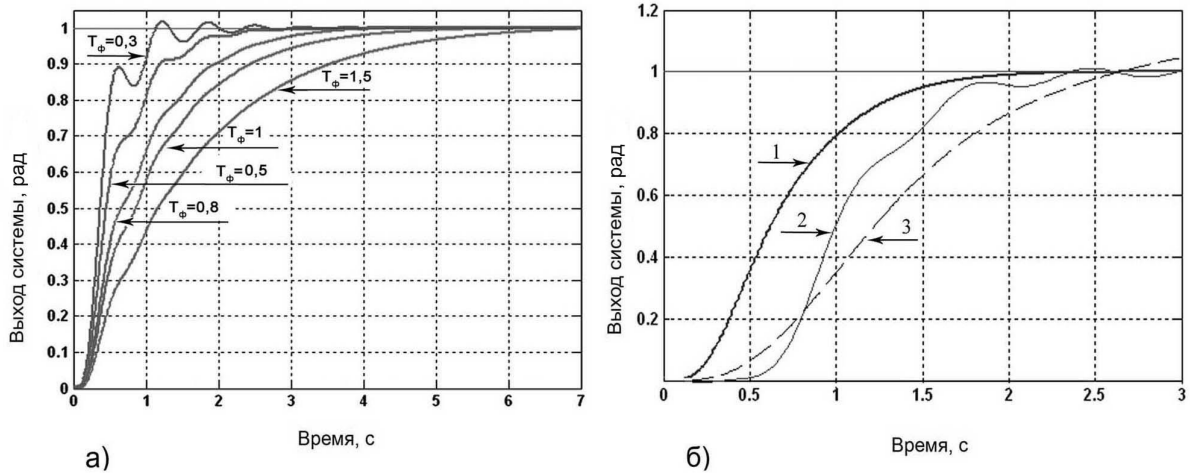 1
0.9
0.8
0.7
0.6
0.5
0.4
0.3
0.2
0.1
0
Выход системы, рад
Tф=0,3
Tф=1,5
Tф=1
Tф=0,5
Tф=0,8
0 1 2 3 4 5 6 7
Время, с
а)
1.2
1
0.8
0.6
0.4
0.2
Выход системы, рад
1
2
3
0 0.5 1 1.5 2 2.5 3
Время, с
б)